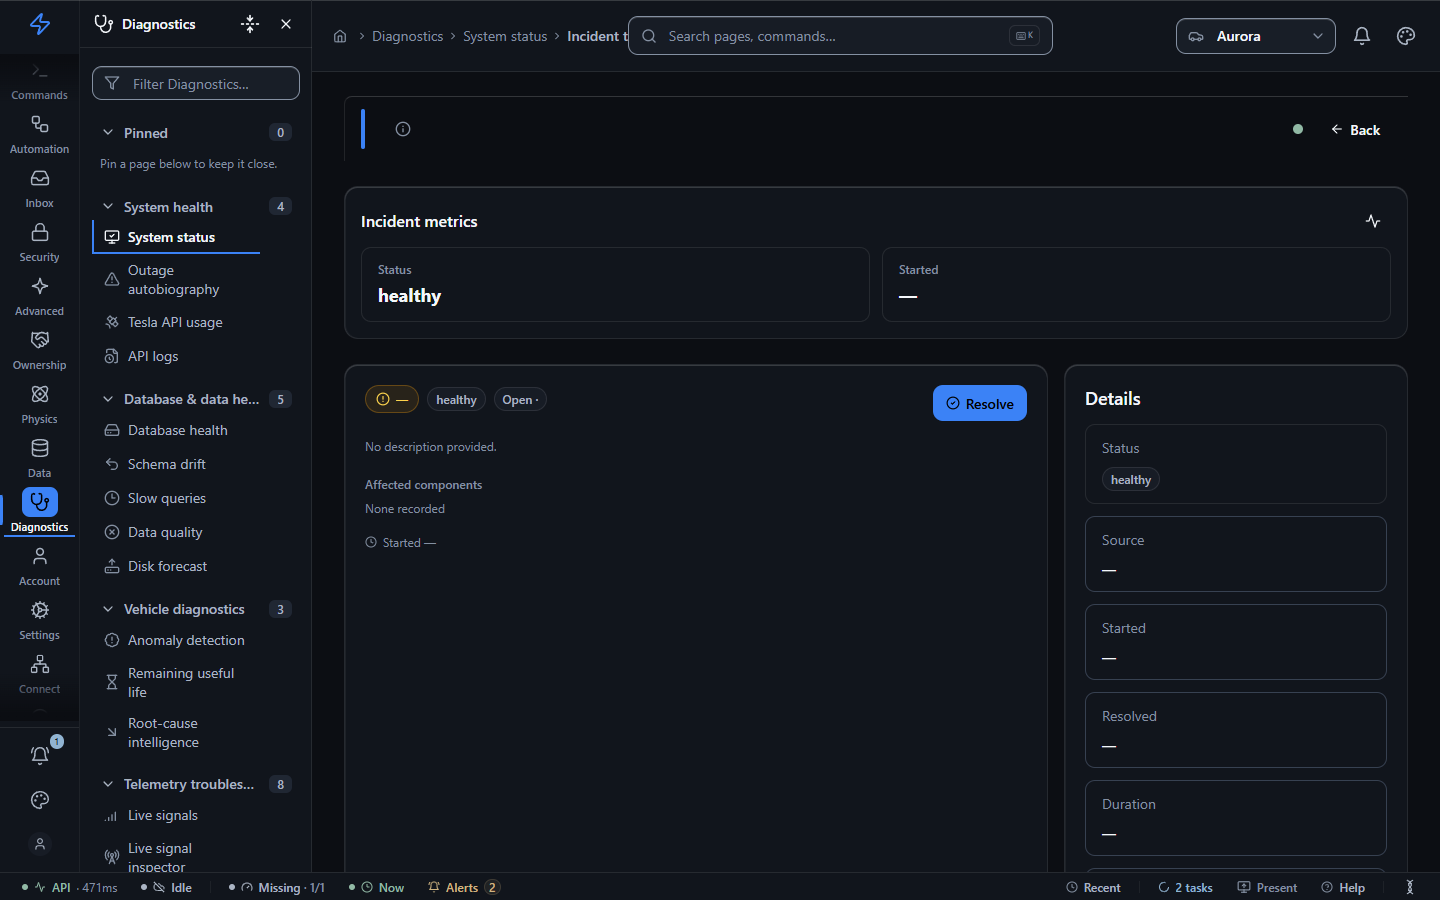 Diagnostics
Commands
Automation
Inbox
Security
Advanced
Ownership
Physics
Data
Diagnostics
Account
Settings
Connect
1
Filter Diagnostics...
Pinned 0
Pin a page below to keep it close.
System health 4
System status
Outage
autobiography
Tesla API usage
API logs
Database & data he... 5
Database health
Schema drift
Slow queries
Data quality
Disk forecast
Vehicle diagnostics 3
Anomaly detection
Remaining useful
life
Root-cause
intelligence
Telemetry troubles... 8
Live signals
Live signal
inspector
Diagnostics > System status > Incident t
Search pages, commands... K
Aurora
Back
Incident metrics
Status
healthy
Started
—
— healthy Open ·
Resolve
No description provided.
Affected components
None recorded
Started —
Details
Status
healthy
Source
—
Started
—
Resolved
—
Duration
—
API · 471ms Idle Missing · 1/1 Now Alerts 2 Recent 2 tasks Present Help